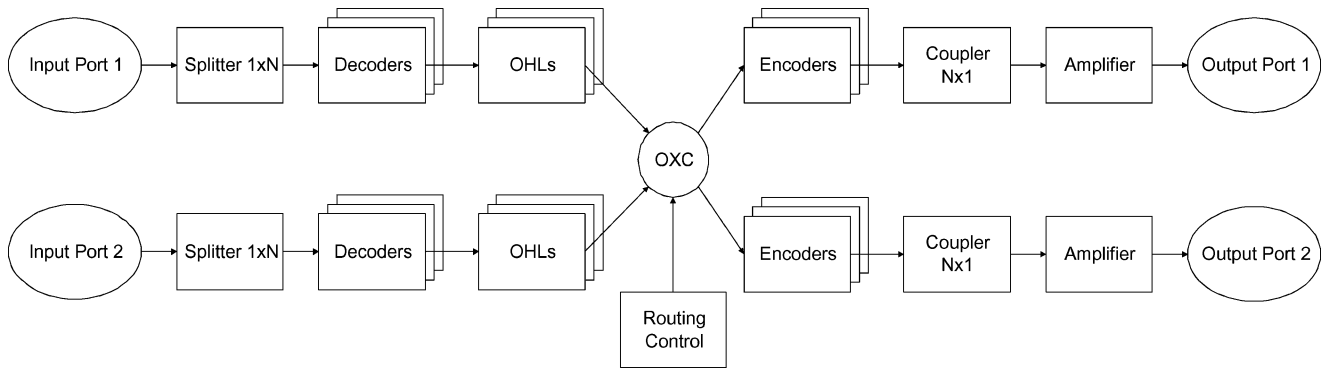 Input Port 1
Splitter 1xN
Decoders
OHLs
Encoders
Coupler
Nx1
Amplifier
Output Port 1
OXC
Input Port 2
Splitter 1xN
Decoders
OHLs
Encoders
Coupler
Nx1
Amplifier
Output Port 2
Routing
Control